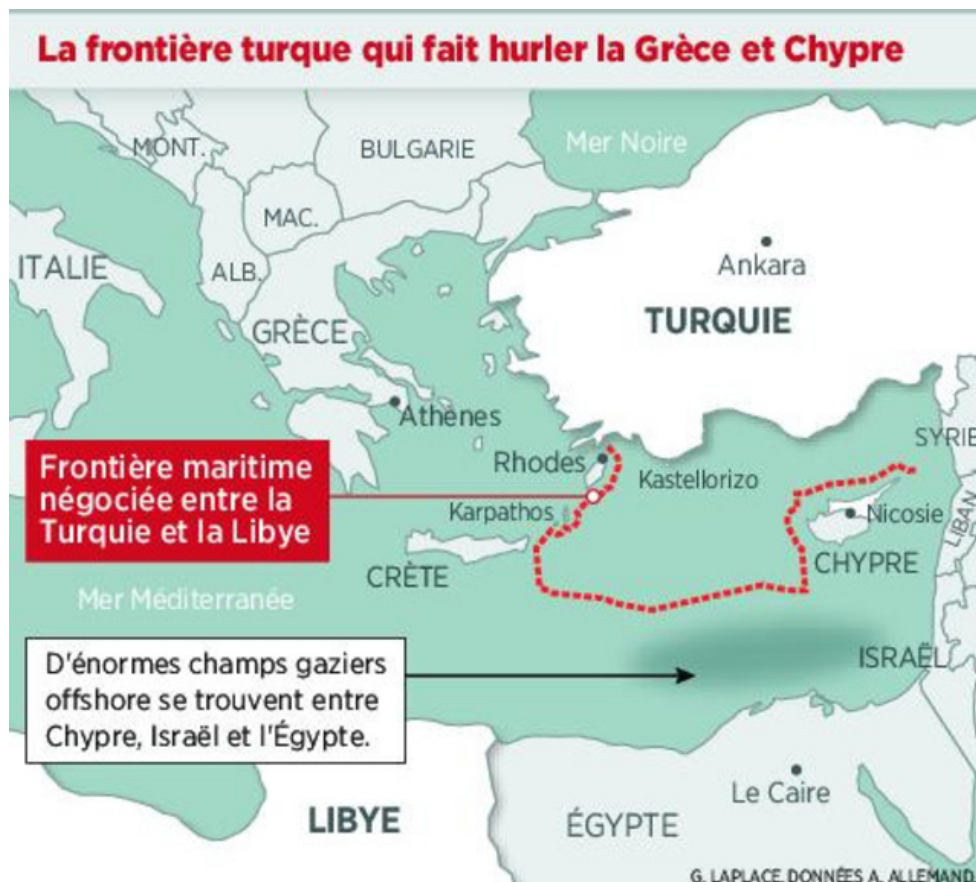 La frontière turque qui fait hurler la Grèce et Chypre
MONT.
BULGARIE
Mer Noire
MAC.
ITALIE
ALB.
Ankara
GRÈCE
TURQUIE
Athènes
SYRIE
Frontière maritime
négociée entre la
Turquie et la Libye
Rhodes
Kastellorizo
Karpathos
Nicosie
LIBAN
CRÈTE
CHYPRE
Mer Méditerranée
D'énormes champs gaziers
offshore se trouvent entre
Chypre, Israël et l'Égypte.
ISRAËL
Le Caire
LIBYE
ÉGYPTE
G. LAPLACE. DONNÉES A. ALLEMAND.